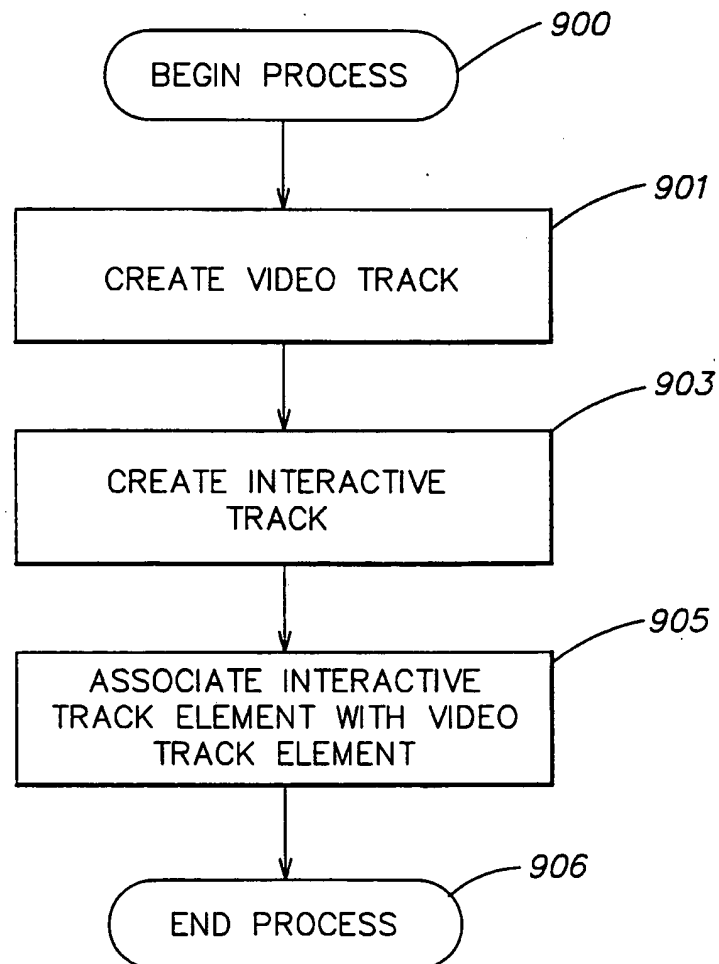 900
BEGIN PROCESS
901
CREATE VIDEO TRACK
903
CREATE INTERACTIVE
TRACK
905
ASSOCIATE INTERACTIVE
TRACK ELEMENT WITH VIDEO
TRACK ELEMENT
906
END PROCESS